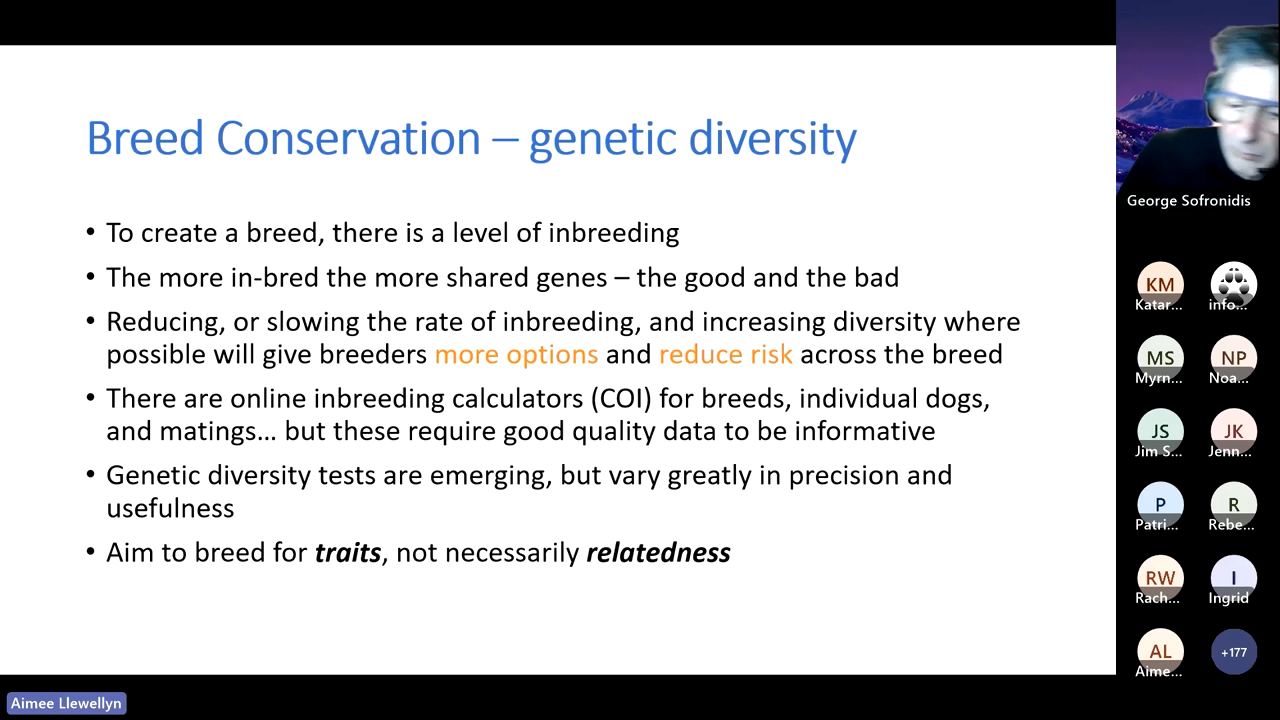 Breed Conservation – genetic diversity
• To create a breed, there is a level of inbreeding
• The more in-bred the more shared genes – the good and the bad
• Reducing, or slowing the rate of inbreeding, and increasing diversity where
possible will give breeders more options and reduce risk across the breed
• There are online inbreeding calculators (COI) for breeds, individual dogs,
and matings... but these require good quality data to be informative
• Genetic diversity tests are emerging, but vary greatly in precision and
usefulness
• Aim to breed for traits, not necessarily relatedness
Aimee Llewellyn
George Sofronidis
KM
Katar...
info...
MS
Myrn...
NP
Noa...
JS
Jim S...
JK
Jenn...
P
Patri...
R
Rebe...
RW
Rach...
I
Ingrid
AL
Aime...
+177